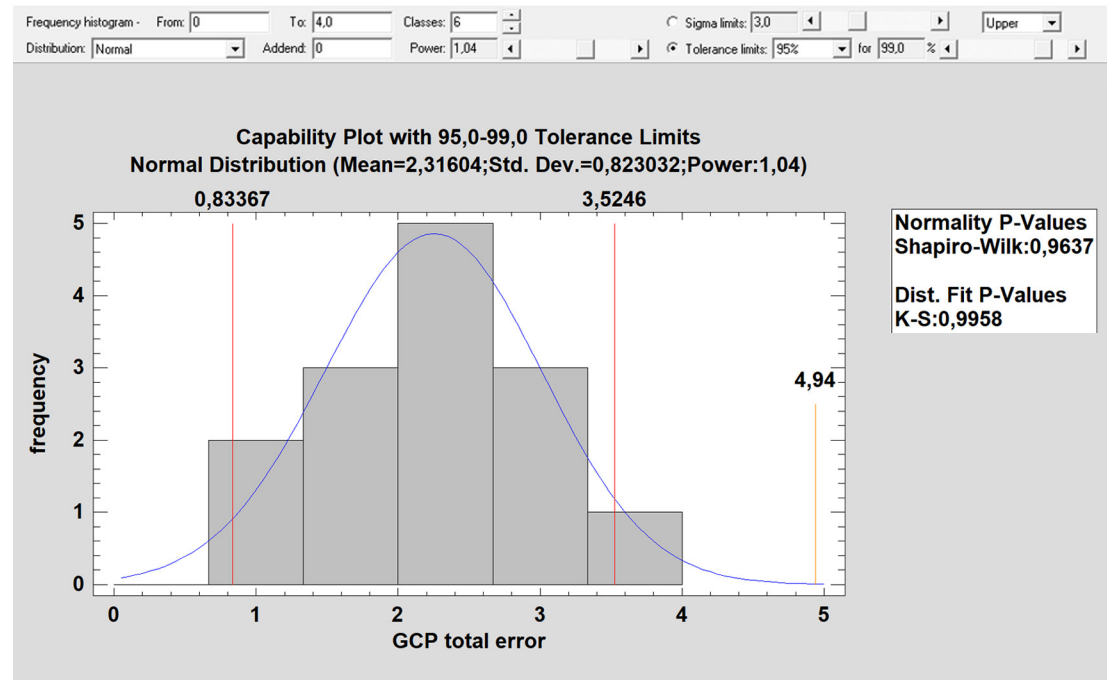 Frequency histogram - From: 0 To: 4,0 Classes: 6 Sigma limits: 3,0 Upper
Distribution: Normal Addend: 0 Power: 1,04 Tolerance limits: 95% for 99,0 %
Capability Plot with 95,0-99,0 Tolerance Limits
Normal Distribution (Mean=2,31604;Std. Dev.=0,823032;Power:1,04)
0,83367 3,5246
5
4
3
2
1
0
frequency
4,94
0 1 2 3 4 5
GCP total error
Normality P-Values
Shapiro-Wilk:0,9637
Dist. Fit P-Values
K-S:0,9958